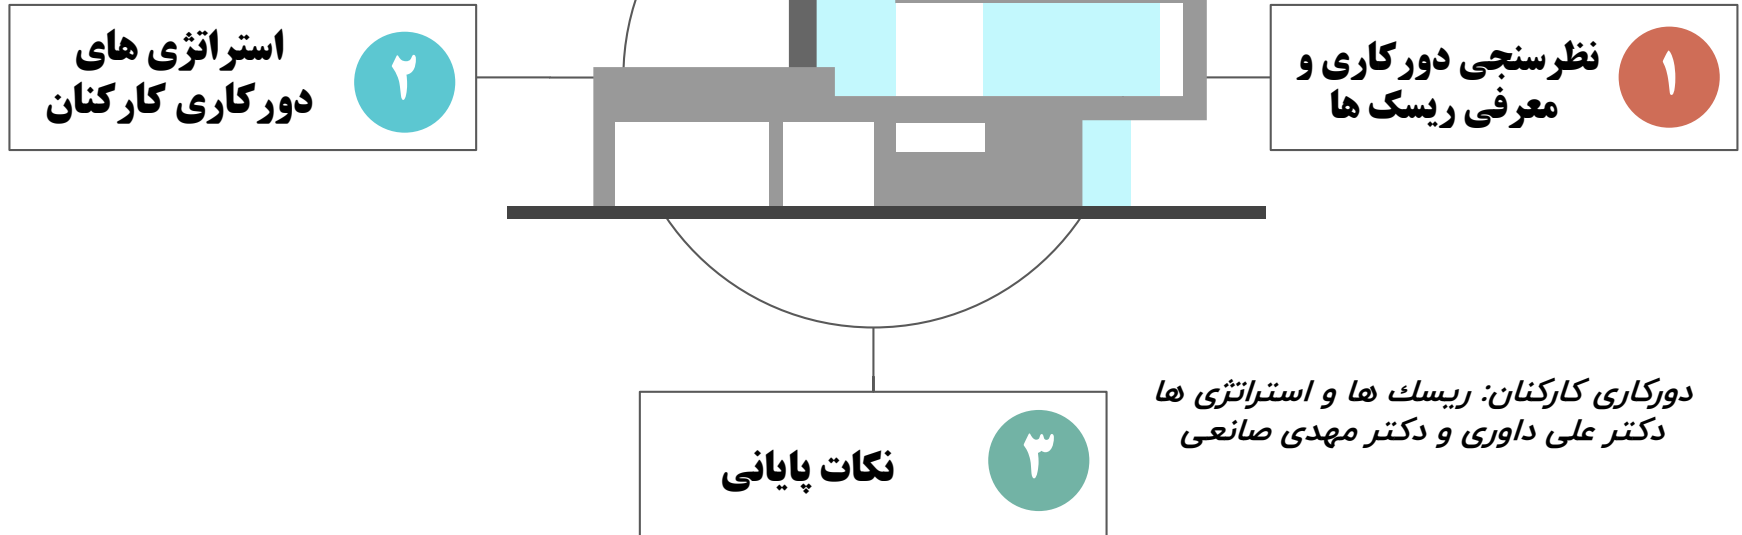 ۱
نظرسنجی دورکاری و
معرفی ریسک ها
۲
استراتژی های
دورکاری کارکنان
۳
نکات پایانی
دورکاری کارکنان: ریسك ها و استراتژی ها
دکتر علی داوری و دکتر مهدی صانعی